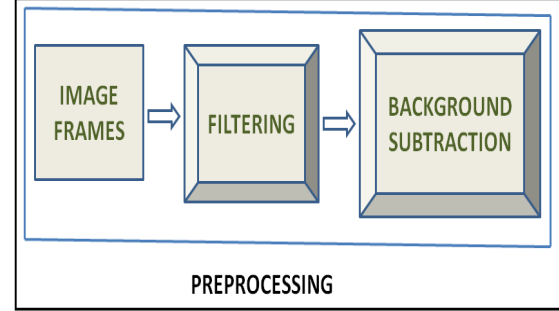 IMAGE
FRAMES
FILTERING
BACKGROUND
SUBTRACTION
PREPROCESSING